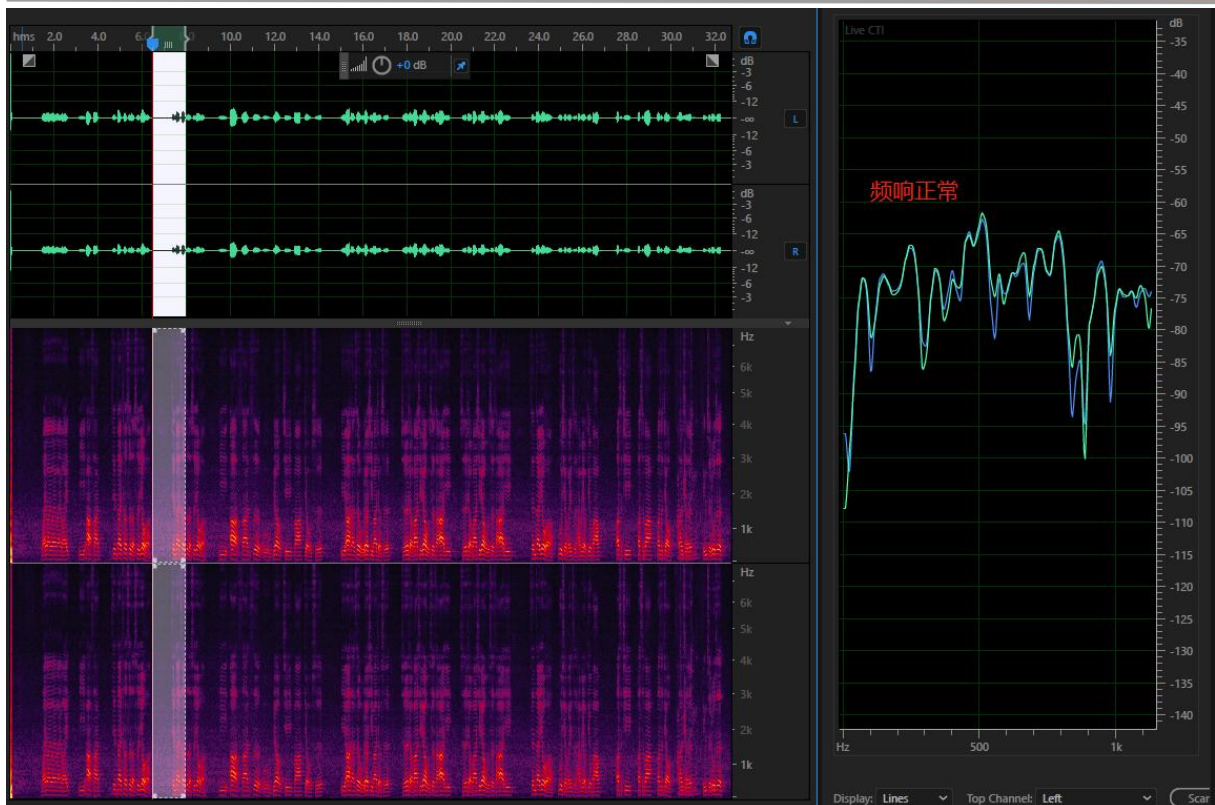 hms 2.0 4.0 6.0 10.0 12.0 14.0 16.0 18.0 20.0 22.0 24.0 26.0 28.0 30.0 32.0
+0 dB
dB
-3
-6
-12
-∞
L
-12
-6
-3
dB
-3
-6
-12
-∞
R
-12
-6
-3
Hz
6k
5k
4k
3k
2k
1k
Hz
6k
5k
4k
3k
2k
1k
Live CTI
频响正常
dB
-35
-40
-45
-50
-55
-60
-65
-70
-75
-80
-85
-90
-95
-100
-105
-110
-115
-120
-125
-130
-135
-140
Hz 500 1k
Display: Lines Top Channel: Left Scan